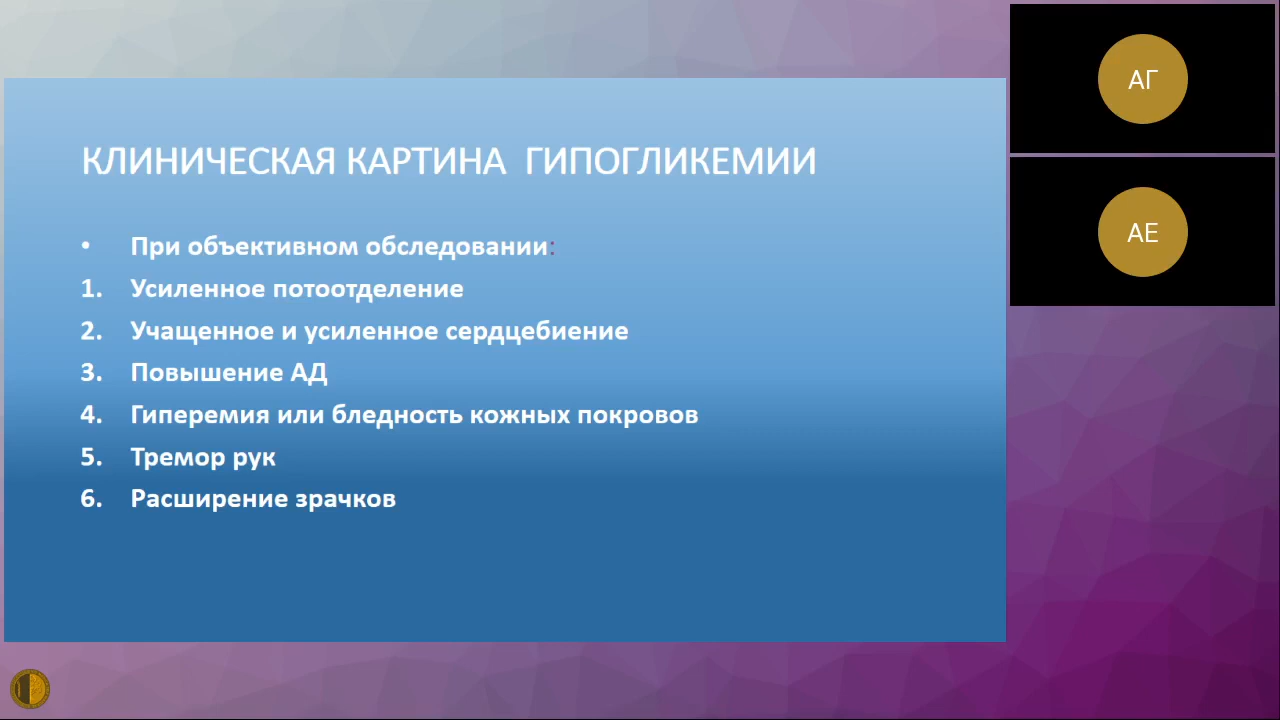 КЛИНИЧЕСКАЯ КАРТИНА ГИПОГЛИКЕМИИ
• При объективном обследовании:
1. Усиленное потоотделение
2. Учащенное и усиленное сердцебиение
3. Повышение АД
4. Гиперемия или бледность кожных покровов
5. Тремор рук
6. Расширение зрачков
АГ
АЕ